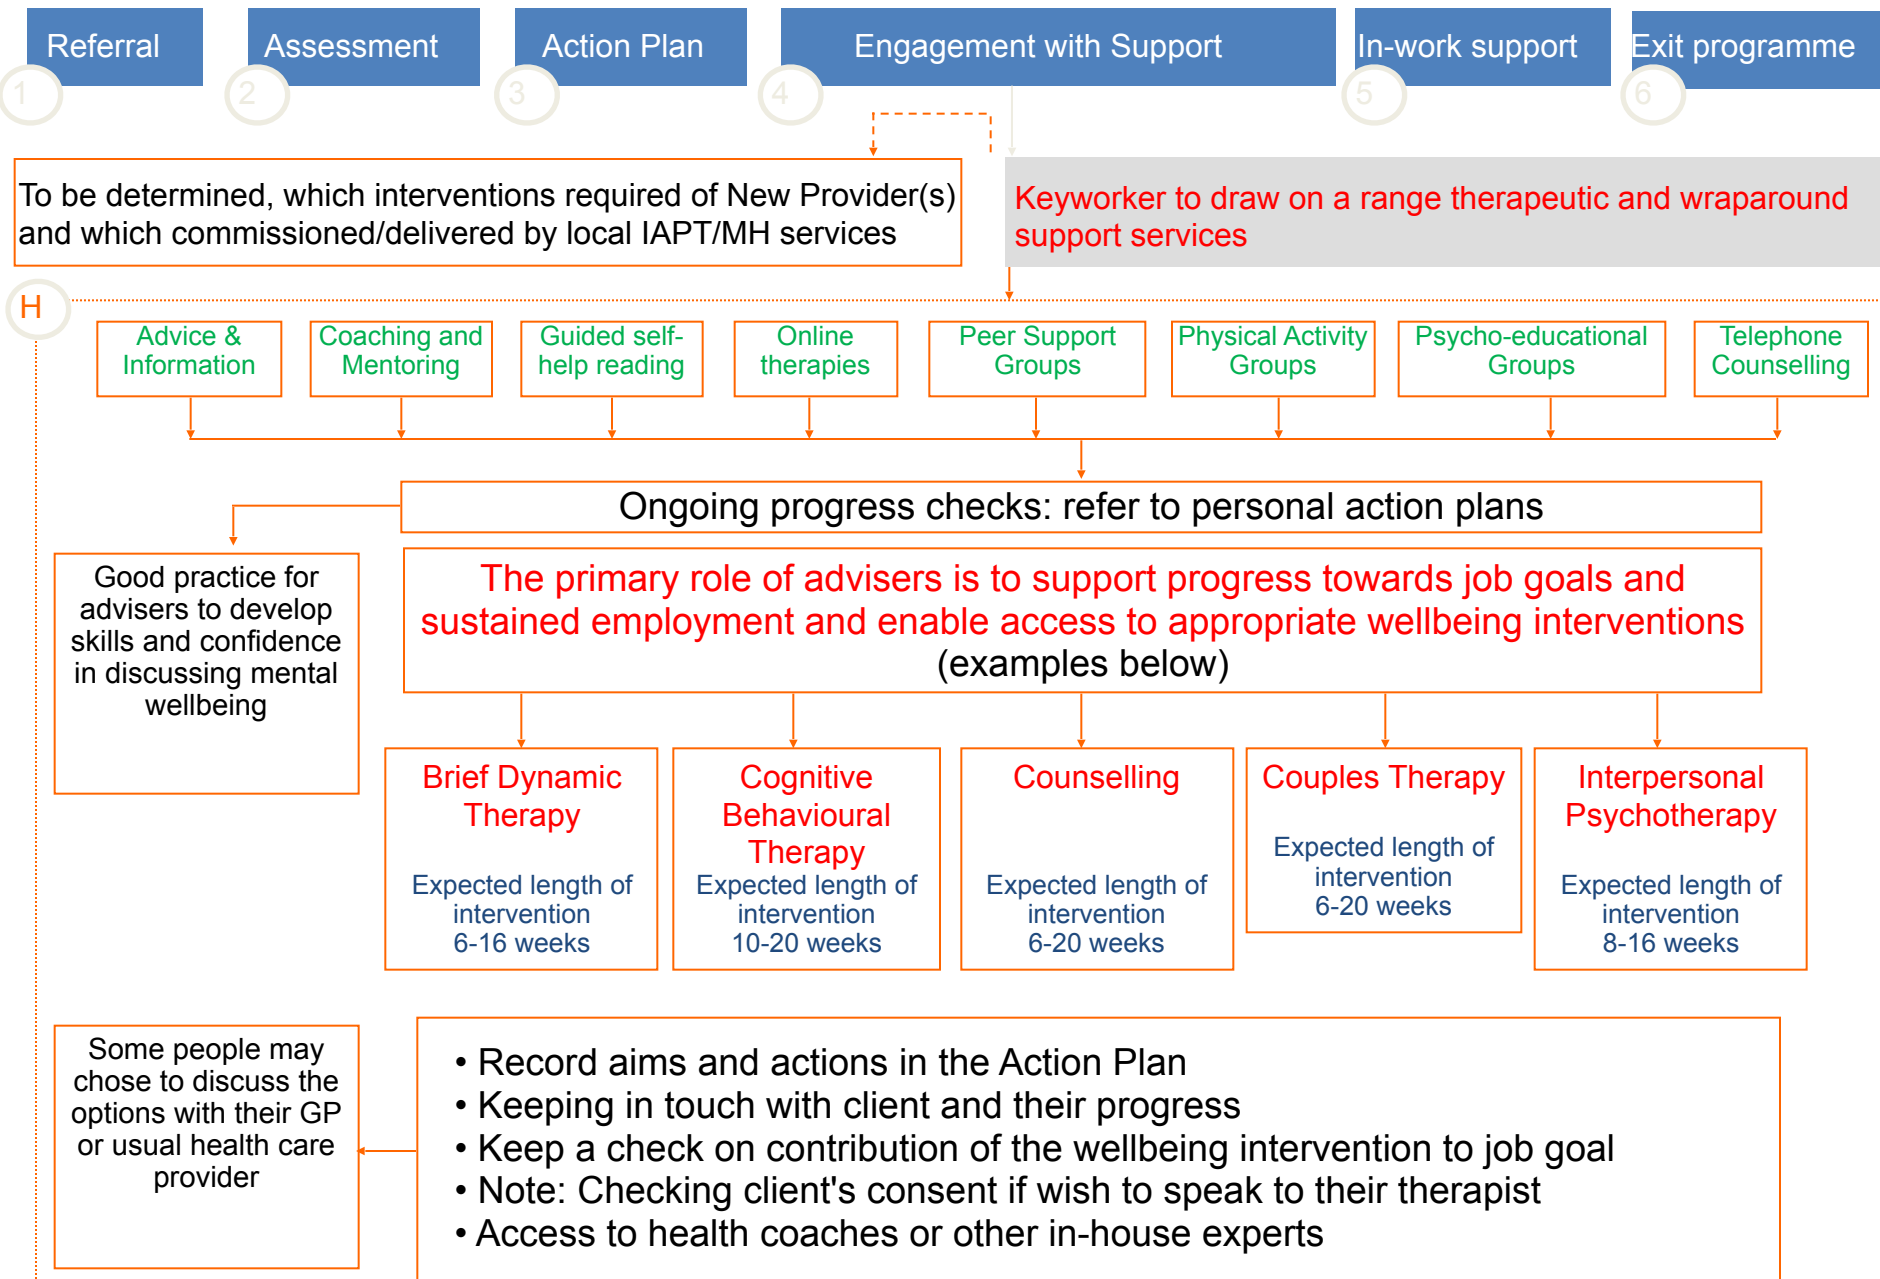 Referral
Assessment
Action Plan
Engagement with Support
In-work support
Exit programme
1
2
3
4
5
6
To be determined, which interventions required of New Provider(s)
and which commissioned/delivered by local IAPT/MH services
Keyworker to draw on a range therapeutic and wraparound
support services
H
Advice &
Information
Coaching and
Mentoring
Guided self-
help reading
Online
therapies
Peer Support
Groups
Physical Activity
Groups
Psycho-educational
Groups
Telephone
Counselling
Ongoing progress checks: refer to personal action plans
Good practice for
advisers to develop
skills and confidence
in discussing mental
wellbeing
The primary role of advisers is to support progress towards job goals and
sustained employment and enable access to appropriate wellbeing interventions
(examples below)
Brief Dynamic
Therapy
Expected length of
intervention
6-16 weeks
Cognitive
Behavioural
Therapy
Expected length of
intervention
10-20 weeks
Counselling
Expected length of
intervention
6-20 weeks
Couples Therapy
Expected length of
intervention
6-20 weeks
Interpersonal
Psychotherapy
Expected length of
intervention
8-16 weeks
Some people may
chose to discuss the
options with their GP
or usual health care
provider
• Record aims and actions in the Action Plan
• Keeping in touch with client and their progress
• Keep a check on contribution of the wellbeing intervention to job goal
• Note: Checking client's consent if wish to speak to their therapist
• Access to health coaches or other in-house experts